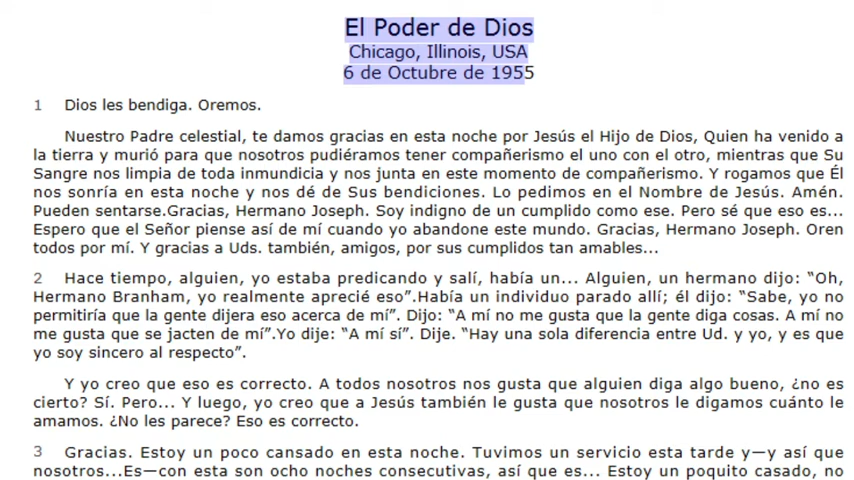 El Poder de Dios
Chicago, Illinois, USA
6 de Octubre de 1955
1 Dios les bendiga. Oremos.
Nuestro Padre celestial, te damos gracias en esta noche por Jesús el Hijo de Dios, Quien ha venido a
la tierra y murió para que nosotros pudiéramos tener compañerismo el uno con el otro, mientras que Su
Sangre nos limpia de toda inmundicia y nos junta en este momento de compañerismo. Y rogamos que Él
nos sonría en esta noche y nos dé de Sus bendiciones. Lo pedimos en el Nombre de Jesús. Amén.
Pueden sentarse.Gracias, Hermano Joseph. Soy indigno de un cumplido como ese. Pero sé que eso es...
Espero que el Señor piense así de mí cuando yo abandone este mundo. Gracias, Hermano Joseph. Oren
todos por mí. Y gracias a Uds. también, amigos, por sus cumplidos tan amables...
2 Hace tiempo, alguien, yo estaba predicando y salí, había un... Alguien, un hermano dijo: “Oh,
Hermano Branham, yo realmente aprecié eso”.Había un individuo parado allí; él dijo: “Sabe, yo no
permitiría que la gente dijera eso acerca de mí”. Dijo: “A mí no me gusta que la gente diga cosas. A mí no
me gusta que se jacten de mí”.Yo dije: “A mí sí”. Dije. “Hay una sola diferencia entre Ud. y yo, y es que
yo soy sincero al respecto”.
Y yo creo que eso es correcto. A todos nosotros nos gusta que alguien diga algo bueno, ¿no es
cierto? Sí. Pero... Y luego, yo creo que a Jesús también le gusta que nosotros le digamos cuánto le
amamos. ¿No les parece? Eso es correcto.
3 Gracias. Estoy un poco cansado en esta noche. Tuvimos un servicio esta tarde y—y así que
nosotros...Es—con esta son ocho noches consecutivas, así que es... Estoy un poquito casado, no